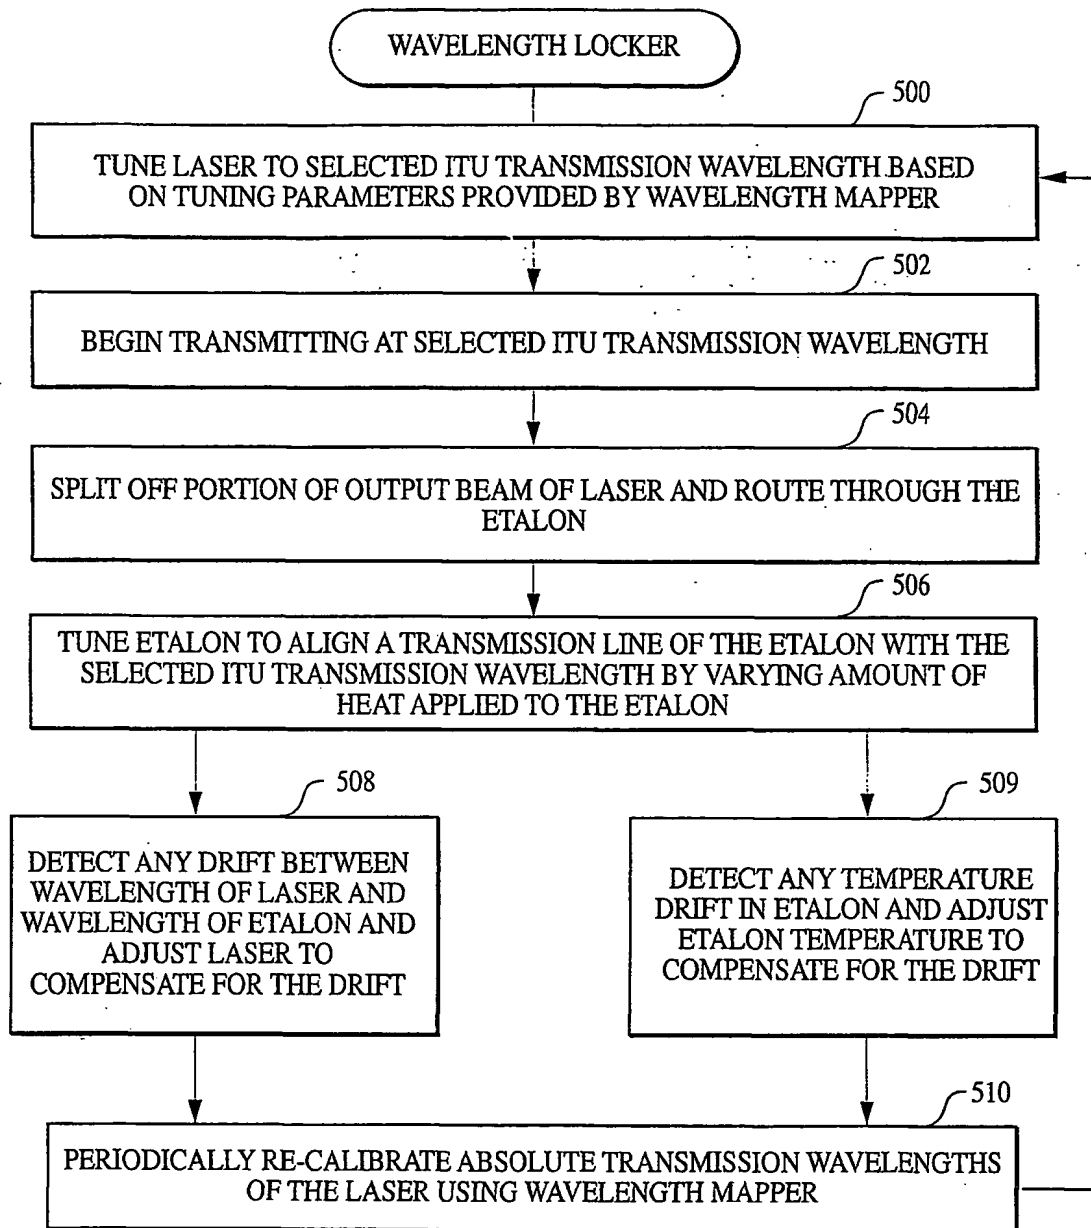 WAVELENGTH LOCKER
500
TUNE LASER TO SELECTED ITU TRANSMISSION WAVELENGTH BASED
ON TUNING PARAMETERS PROVIDED BY WAVELENGTH MAPPER
502
BEGIN TRANSMITTING AT SELECTED ITU TRANSMISSION WAVELENGTH
504
SPLIT OFF PORTION OF OUTPUT BEAM OF LASER AND ROUTE THROUGH THE
ETALON
506
TUNE ETALON TO ALIGN A TRANSMISSION LINE OF THE ETALON WITH THE
SELECTED ITU TRANSMISSION WAVELENGTH BY VARYING AMOUNT OF
HEAT APPLIED TO THE ETALON
508
DETECT ANY DRIFT BETWEEN
WAVELENGTH OF LASER AND
WAVELENGTH OF ETALON AND
ADJUST LASER TO
COMPENSATE FOR THE DRIFT
509
DETECT ANY TEMPERATURE
DRIFT IN ETALON AND ADJUST
ETALON TEMPERATURE TO
COMPENSATE FOR THE DRIFT
510
PERIODICALLY RE-CALIBRATE ABSOLUTE TRANSMISSION WAVELENGTHS
OF THE LASER USING WAVELENGTH MAPPER